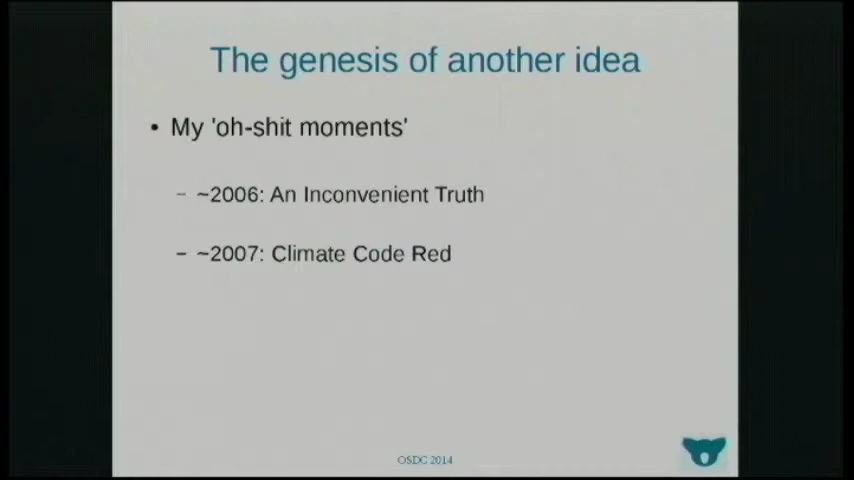 The genesis of another idea
• My 'oh-shit moments'
– ~2006: An Inconvenient Truth
– ~2007: Climate Code Red
OSDC 2014